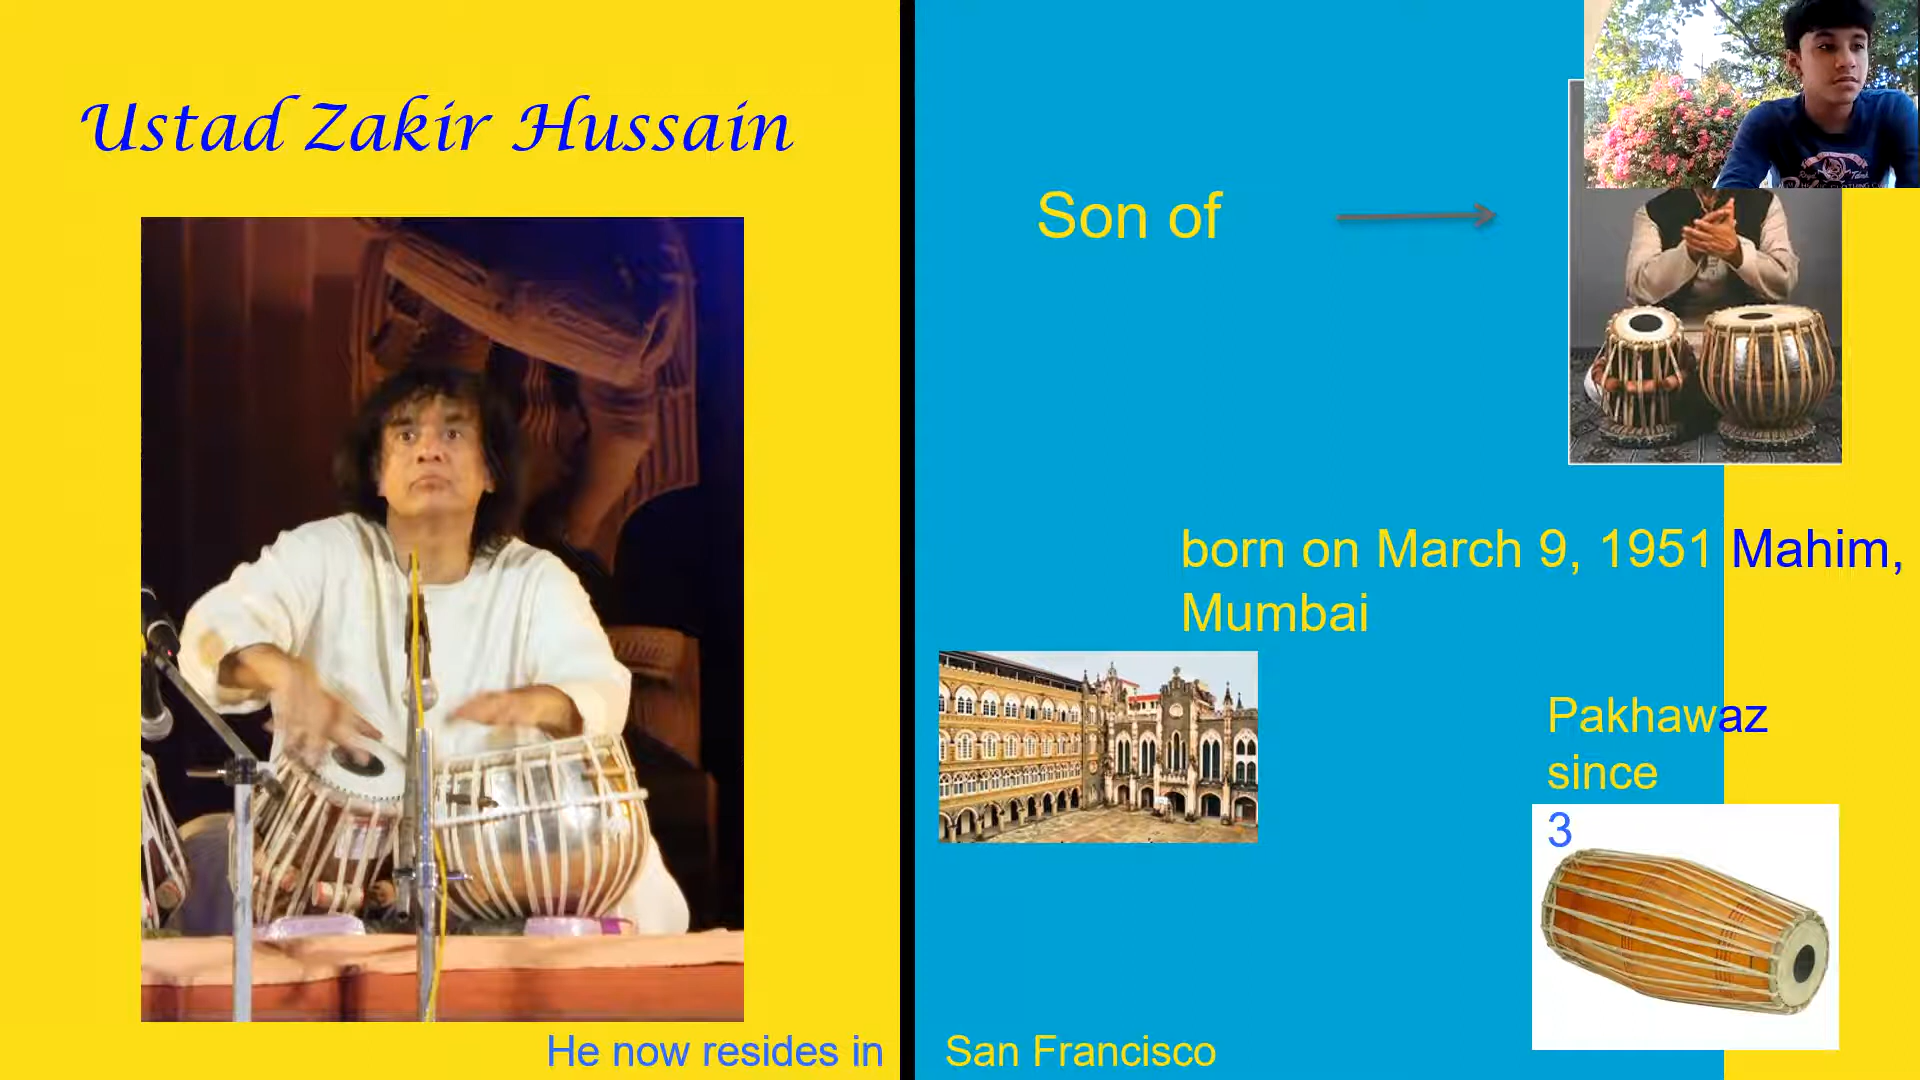 Ustad Zakir Hussain
Son of
born on March 9, 1951 Mahim,
Mumbai
Pakhawaz
since
3
He now resides in San Francisco